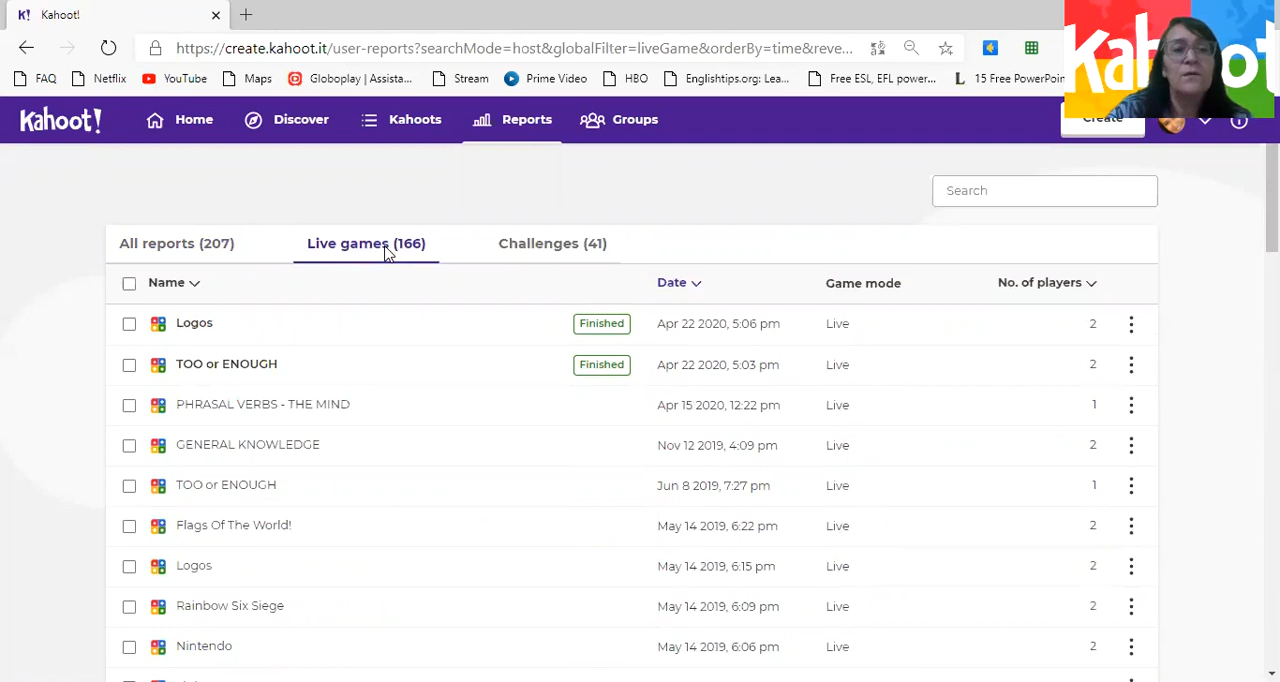 K! Kahoot!
https://create.kahoot.it/user-reports?searchMode=host&globalFilter=liveGame&orderBy=time&reve...
FAQ Netflix YouTube Maps Globoplay | Assista... Stream Prime Video HBO Englishtips.org: Lea... Free ESL, EFL power... L 15 Free PowerPoin
Kahoot!
Kahoot! Home Discover Kahoots Reports Groups Create
Search
All reports (207) Live games (166) Challenges (41)
Name Date Game mode No. of players
Logos Finished Apr 22 2020, 5:06 pm Live 2
TOO or ENOUGH Finished Apr 22 2020, 5:03 pm Live 2
PHRASAL VERBS - THE MIND Apr 15 2020, 12:22 pm Live 1
GENERAL KNOWLEDGE Nov 12 2019, 4:09 pm Live 2
TOO or ENOUGH Jun 8 2019, 7:27 pm Live 1
Flags Of The World! May 14 2019, 6:22 pm Live 2
Logos May 14 2019, 6:15 pm Live 2
Rainbow Six Siege May 14 2019, 6:09 pm Live 2
Nintendo May 14 2019, 6:06 pm Live 2